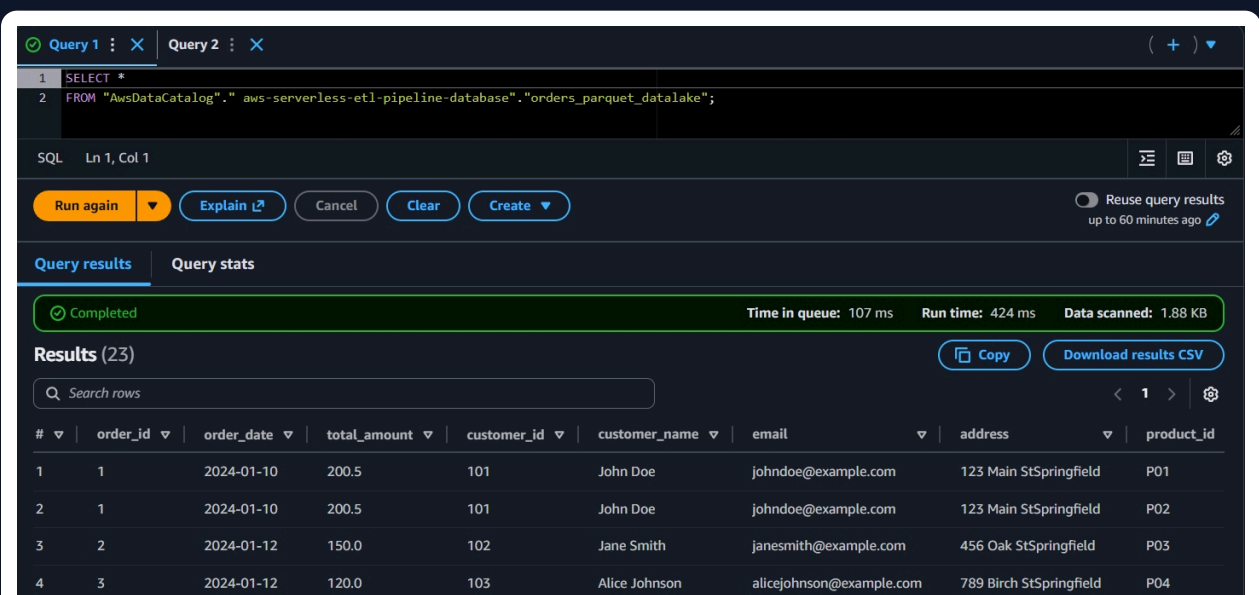 Query 1
Query 2
( + )
1 SELECT *
2 FROM "AwsDataCatalog"." aws-serverless-etl-pipeline-database"."orders_parquet_datalake";
SQL Ln 1, Col 1
Run again Explain Cancel Clear Create
Reuse query results
up to 60 minutes ago
Query results Query stats
Completed Time in queue: 107 ms Run time: 424 ms Data scanned: 1.88 KB
Results (23) Copy Download results CSV
Search rows 1
# order_id order_date total_amount customer_id customer_name email address product_id
1 1 2024-01-10 200.5 101 John Doe johndoe@example.com 123 Main StSpringfield P01
2 1 2024-01-10 200.5 101 John Doe johndoe@example.com 123 Main StSpringfield P02
3 2 2024-01-12 150.0 102 Jane Smith janesmith@example.com 456 Oak StSpringfield P03
4 3 2024-01-12 120.0 103 Alice Johnson alicejohnson@example.com 789 Birch StSpringfield P04